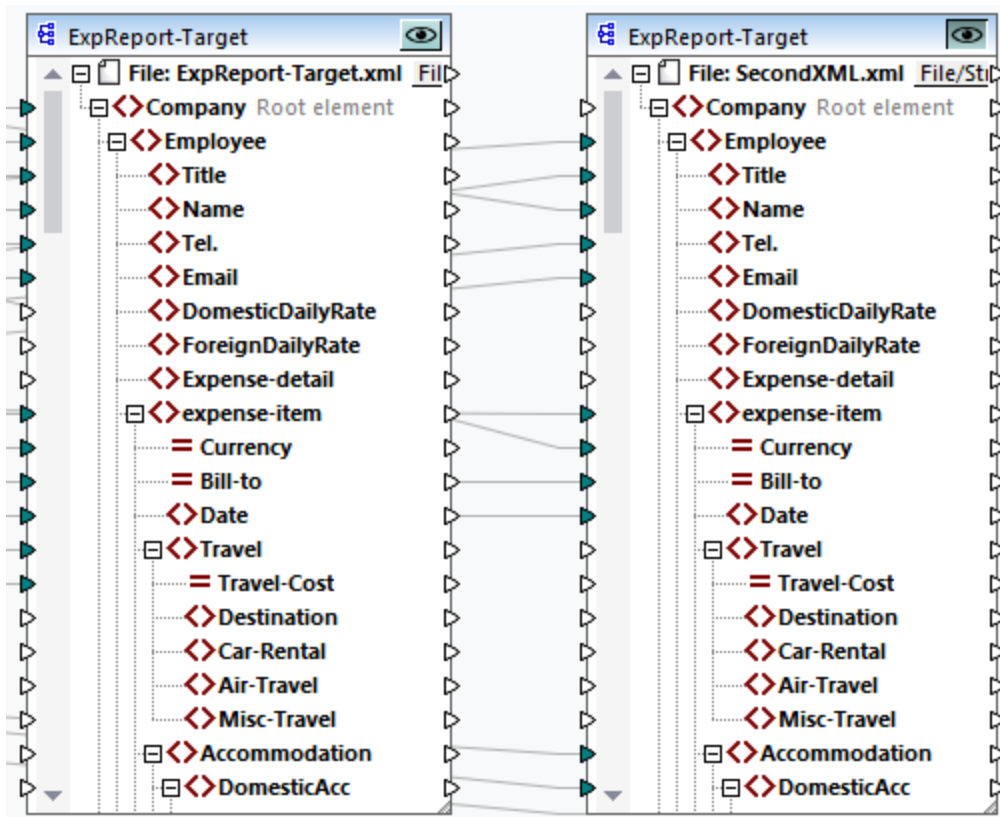 ExpReport-Target
File: ExpReport-Target.xml Fil
Company Root element
Employee
Title
Name
Tel.
Email
DomesticDailyRate
ForeignDailyRate
Expense-detail
expense-item
Currency
Bill-to
Date
Travel
Travel-Cost
Destination
Car-Rental
Air-Travel
Misc-Travel
Accommodation
DomesticAcc
ExpReport-Target
File: SecondXML.xml File/Stri
Company Root element
Employee
Title
Name
Tel.
Email
DomesticDailyRate
ForeignDailyRate
Expense-detail
expense-item
Currency
Bill-to
Date
Travel
Travel-Cost
Destination
Car-Rental
Air-Travel
Misc-Travel
Accommodation
DomesticAcc